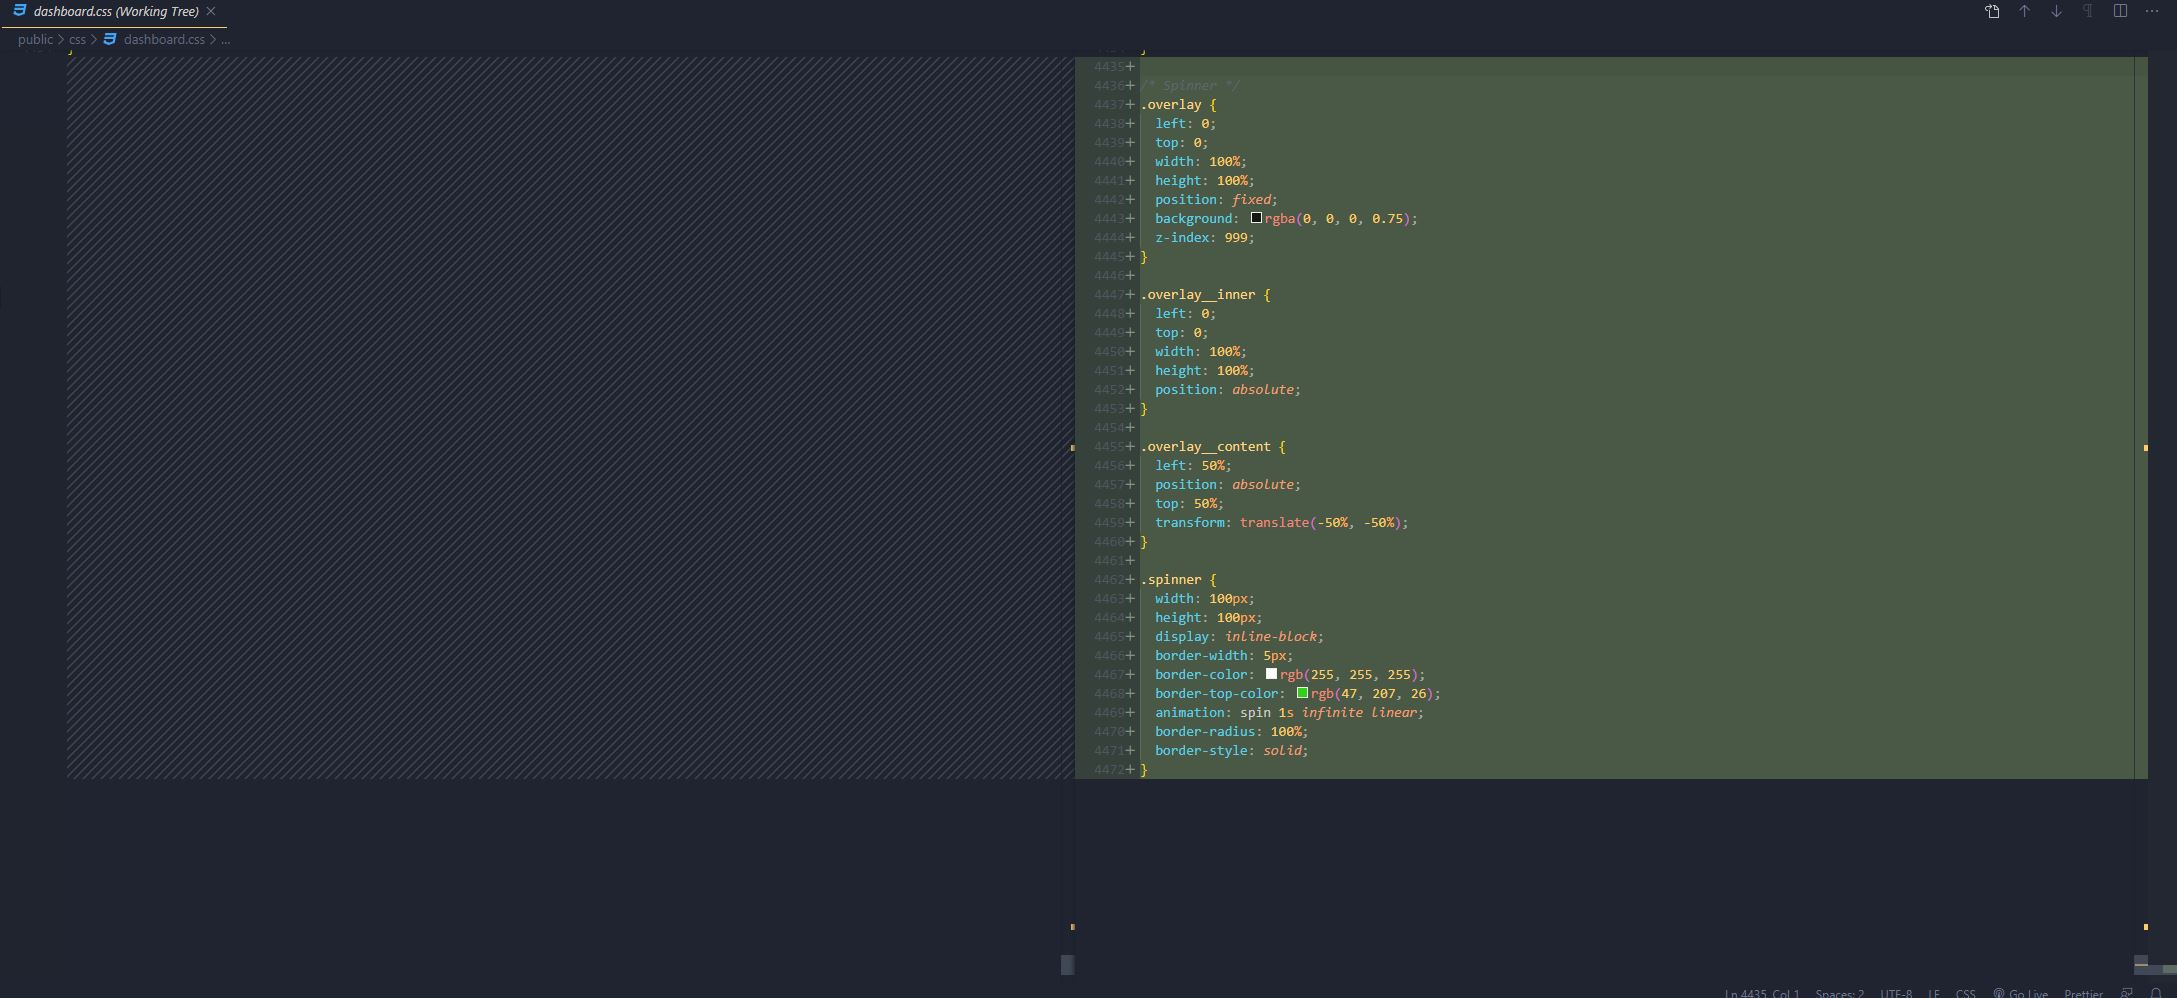 dashboard.css (Working Tree)
public > css > dashboard.css > ...
}
}
4435+
4436+ /* Spinner */
4437+ .overlay {
4438+ left: 0;
4439+ top: 0;
4440+ width: 100%;
4441+ height: 100%;
4442+ position: fixed;
4443+ background: rgba(0, 0, 0, 0.75);
4444+ z-index: 999;
4445+ }
4446+
4447+ .overlay__inner {
4448+ left: 0;
4449+ top: 0;
4450+ width: 100%;
4451+ height: 100%;
4452+ position: absolute;
4453+ }
4454+
4455+ .overlay__content {
4456+ left: 50%;
4457+ position: absolute;
4458+ top: 50%;
4459+ transform: translate(-50%, -50%);
4460+ }
4461+
4462+ .spinner {
4463+ width: 100px;
4464+ height: 100px;
4465+ display: inline-block;
4466+ border-width: 5px;
4467+ border-color: rgb(255, 255, 255);
4468+ border-top-color: rgb(47, 207, 26);
4469+ animation: spin 1s infinite linear;
4470+ border-radius: 100%;
4471+ border-style: solid;
4472+ }
Ln 4435, Col 1 Spaces: 2 UTF-8 LF CSS Go Live Prettier